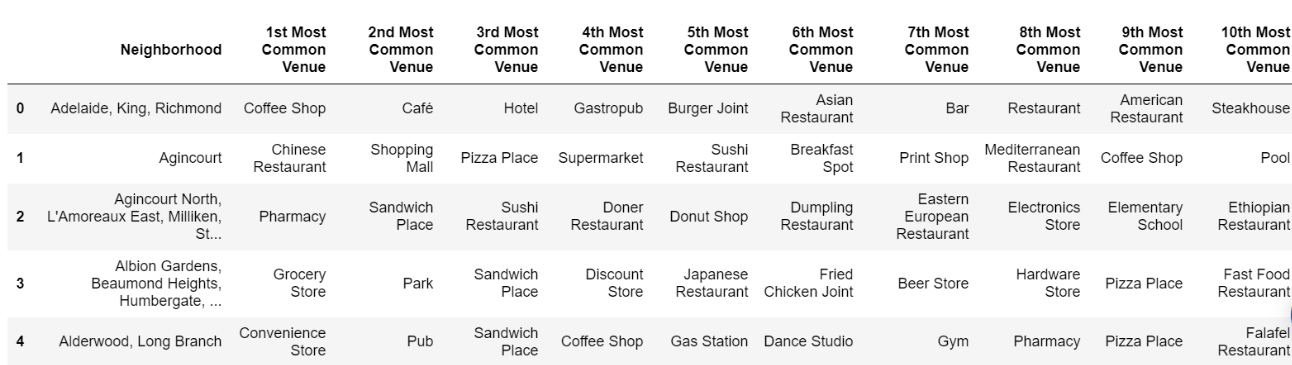 Neighborhood 1st Most Common Venue 2nd Most Common Venue 3rd Most Common Venue 4th Most Common Venue 5th Most Common Venue 6th Most Common Venue 7th Most Common Venue 8th Most Common Venue 9th Most Common Venue 10th Most Common Venue
0 Adelaide, King, Richmond Coffee Shop Café Hotel Gastropub Burger Joint Asian Restaurant Bar Restaurant American Restaurant Steakhouse
1 Agincourt Chinese Restaurant Shopping Mall Pizza Place Supermarket Sushi Restaurant Breakfast Spot Print Shop Mediterranean Restaurant Coffee Shop Pool
2 Agincourt North, L'Amoreaux East, Milliken, St... Pharmacy Sandwich Place Sushi Restaurant Doner Restaurant Donut Shop Dumpling Restaurant Eastern European Restaurant Electronics Store Elementary School Ethiopian Restaurant
3 Albion Gardens, Beaumond Heights, Humbergate, ... Grocery Store Park Sandwich Place Discount Store Japanese Restaurant Fried Chicken Joint Beer Store Hardware Store Pizza Place Fast Food Restaurant
4 Alderwood, Long Branch Convenience Store Pub Sandwich Place Coffee Shop Gas Station Dance Studio Gym Pharmacy Pizza Place Falafel Restaurant